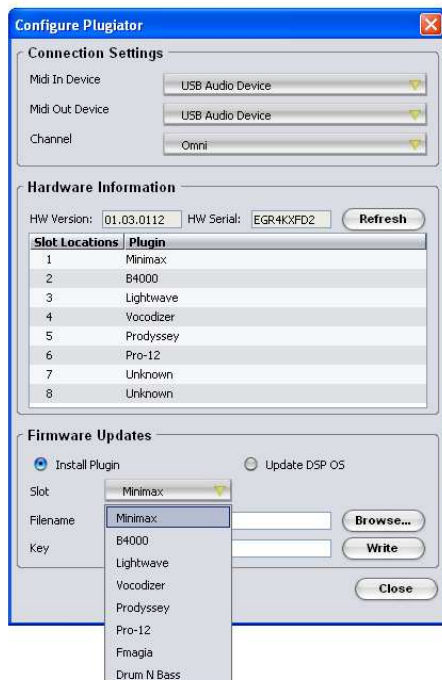 Configure Plugiator
Connection Settings
Midi In Device USB Audio Device
Midi Out Device USB Audio Device
Channel Omni
Hardware Information
HW Version: 01.03.0112 HW Serial: EGR4KXFD2 Refresh
Slot Locations Plugin
1 Minimax
2 B4000
3 Lightwave
4 Vocodizer
5 Prodyssey
6 Pro-12
7 Unknown
8 Unknown
Firmware Updates
Install Plugin Update DSP OS
Slot Minimax
Filename Browse...
Key Write
Close
Minimax
B4000
Lightwave
Vocodizer
Prodyssey
Pro-12
Fmagia
Drum N Bass